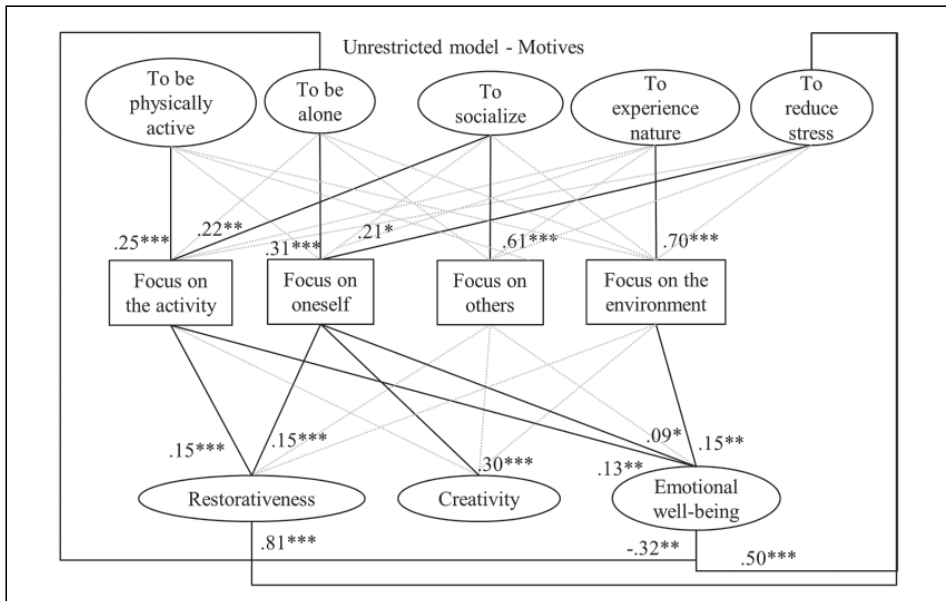 Unrestricted model - Motives
To be
physically
active
To be
alone
To
socialize
To
experience
nature
To
reduce
stress
.25***
.22**
.31***
.21*
.61***
.70***
Focus on
the activity
Focus on
oneself
Focus on
others
Focus on the
environment
.15***
.15***
.30***
.13**
.09*
.15**
Restorativeness
Creativity
Emotional
well-being
.81***
-.32**
.50***